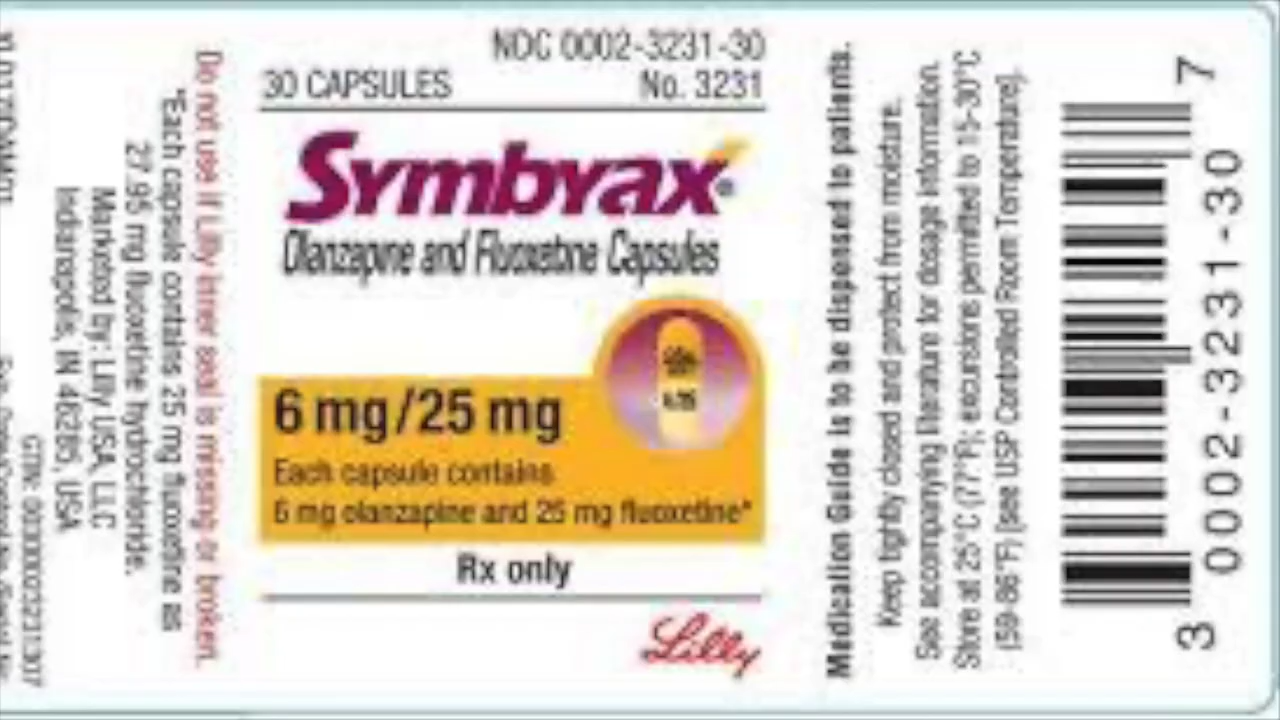 Do not use if Lilly inner seal is missing or broken.
*Each capsule contains 25 mg fluoxetine as
27.95 mg fluoxetine hydrochloride.
Marketed by: Lilly USA, LLC
Indianapolis, IN 46285, USA
NDC 0002-3231-30
30 CAPSULES No. 3231
Symbyax®
Olanzapine and Fluoxetine Capsules
6 mg/25 mg
Each capsule contains
6 mg olanzapine and 25 mg fluoxetine*
Rx only
Lilly
Medication Guide is to be dispensed to patients.
Keep tightly closed and protect from moisture.
See accompanying literature for dosage information.
Store at 25°C (77°F); excursions permitted to 15-30°C
(59-86°F) [see USP Controlled Room Temperature].
3 0002-3231-30 7